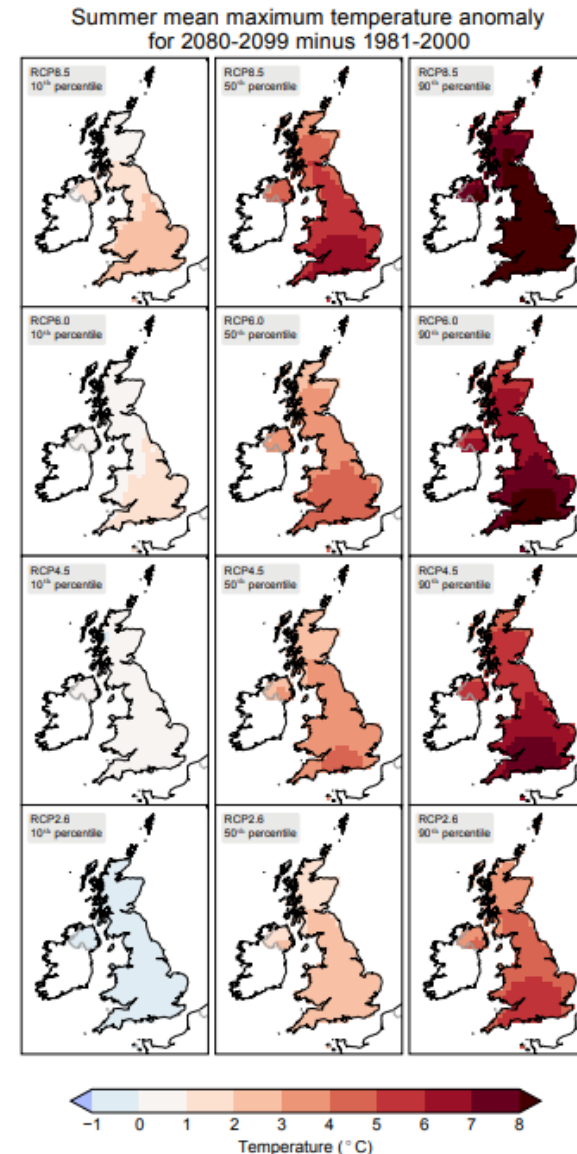 Summer mean maximum temperature anomaly
for 2080-2099 minus 1981-2000
RCP8.5
10th percentile
RCP8.5
50th percentile
RCP8.5
90th percentile
RCP6.0
10th percentile
RCP6.0
50th percentile
RCP6.0
90th percentile
RCP4.5
10th percentile
RCP4.5
50th percentile
RCP4.5
90th percentile
RCP2.6
10th percentile
RCP2.6
50th percentile
RCP2.6
90th percentile
−1 0 1 2 3 4 5 6 7 8
Temperature (°C)